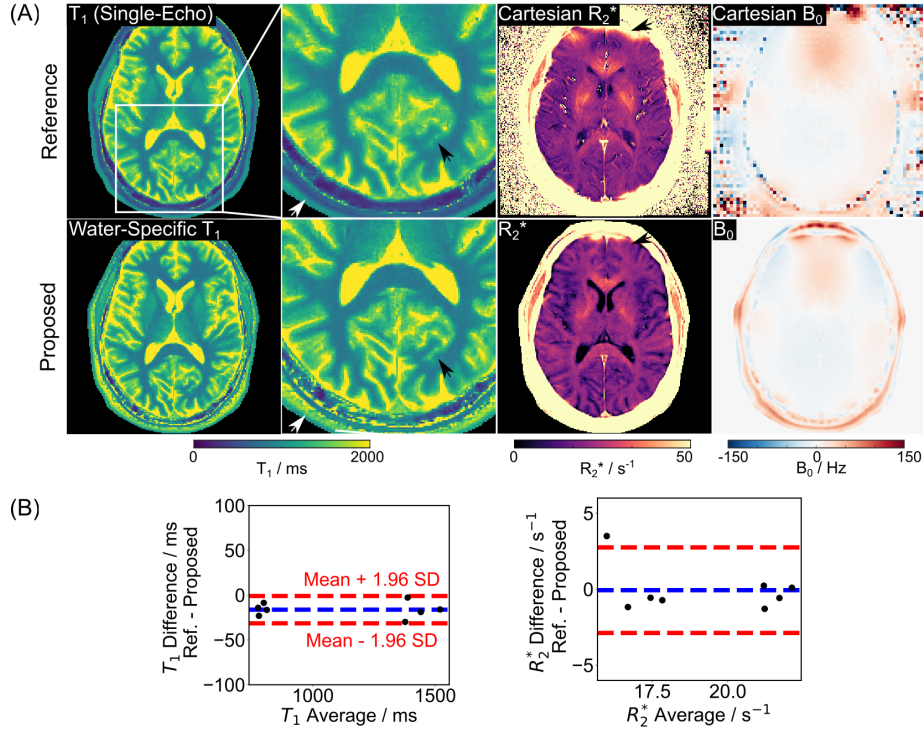 (A)
T₁ (Single-Echo)
Cartesian R₂*
Cartesian B₀
Reference
Water-Specific T₁
R₂*
B₀
Proposed
0
2000
T₁ / ms
0
50
R₂* / s⁻¹
-150
0
150
B₀ / Hz
(B)
T₁ Difference / ms
Ref. - Proposed
100
50
0
−50
−100
Mean + 1.96 SD
Mean - 1.96 SD
1000
1500
T₁ Average / ms
R₂* Difference / s⁻¹
Ref. - Proposed
5
0
−5
17.5
20.0
R₂* Average / s⁻¹